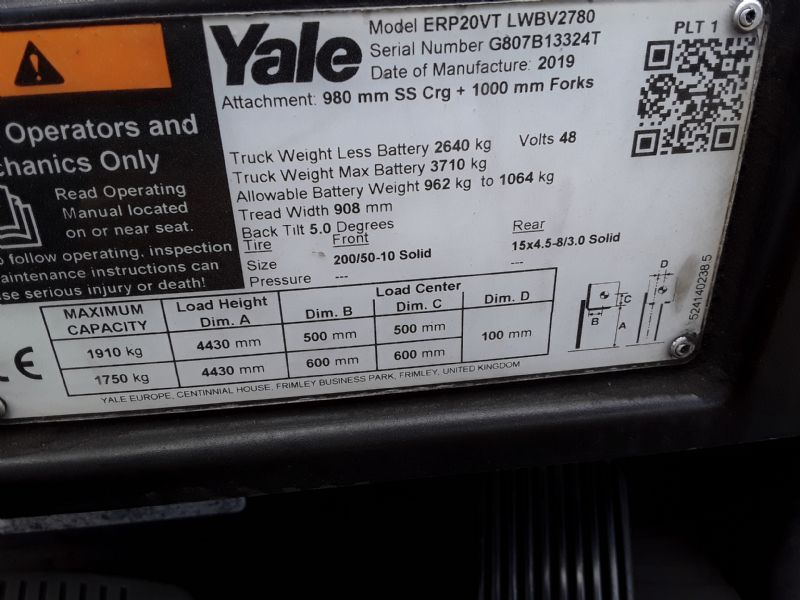 Yale
Model ERP20VT LWBV2780
Serial Number G807B13324T
Date of Manufacture: 2019
Attachment: 980 mm SS Crg + 1000 mm Forks
PLT 1
Operators and
chanics Only
Read Operating
Manual located
on or near seat.
o follow operating, inspection
aintenance instructions can
se serious injury or death!
Truck Weight Less Battery 2640 kg Volts 48
Truck Weight Max Battery 3710 kg
Allowable Battery Weight 962 kg to 1064 kg
Tread Width 908 mm
Back Tilt 5.0 Degrees
Tire Front Rear
Size 200/50-10 Solid 15x4.5-8/3.0 Solid
Pressure --- ---
MAXIMUM CAPACITY Load Height Dim. A Load Center Dim. B Dim. C Dim. D
1910 kg 4430 mm 500 mm 500 mm 100 mm
1750 kg 4430 mm 600 mm 600 mm
D
C
B
A
524140238.5
CE
YALE EUROPE, CENTINNIAL HOUSE, FRIMLEY BUSINESS PARK, FRIMLEY, UNITED KINGDOM